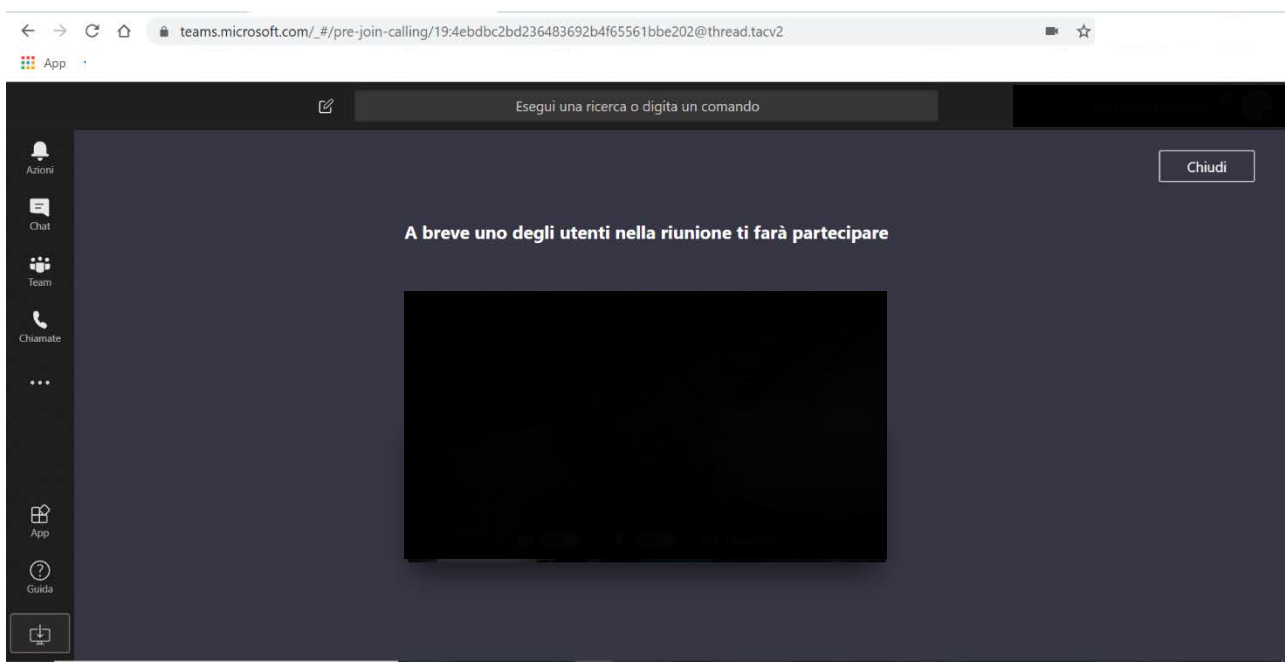 teams.microsoft.com/_#/pre-join-calling/19:4ebdbc2bd236483692b4f65561bbe202@thread.tacv2
App
Esegui una ricerca o digita un comando
Azioni
Chiudi
Chat
A breve uno degli utenti nella riunione ti farà partecipare
Team
Chiamate
App
Guida